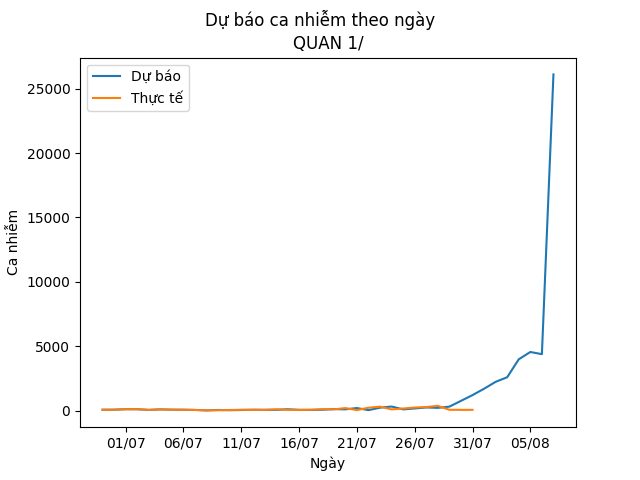 Dự báo ca nhiễm theo ngày
QUAN 1/
Dự báo
Thực tế
25000
20000
15000
10000
5000
0
Ca nhiễm
01/07 06/07 11/07 16/07 21/07 26/07 31/07 05/08
Ngày